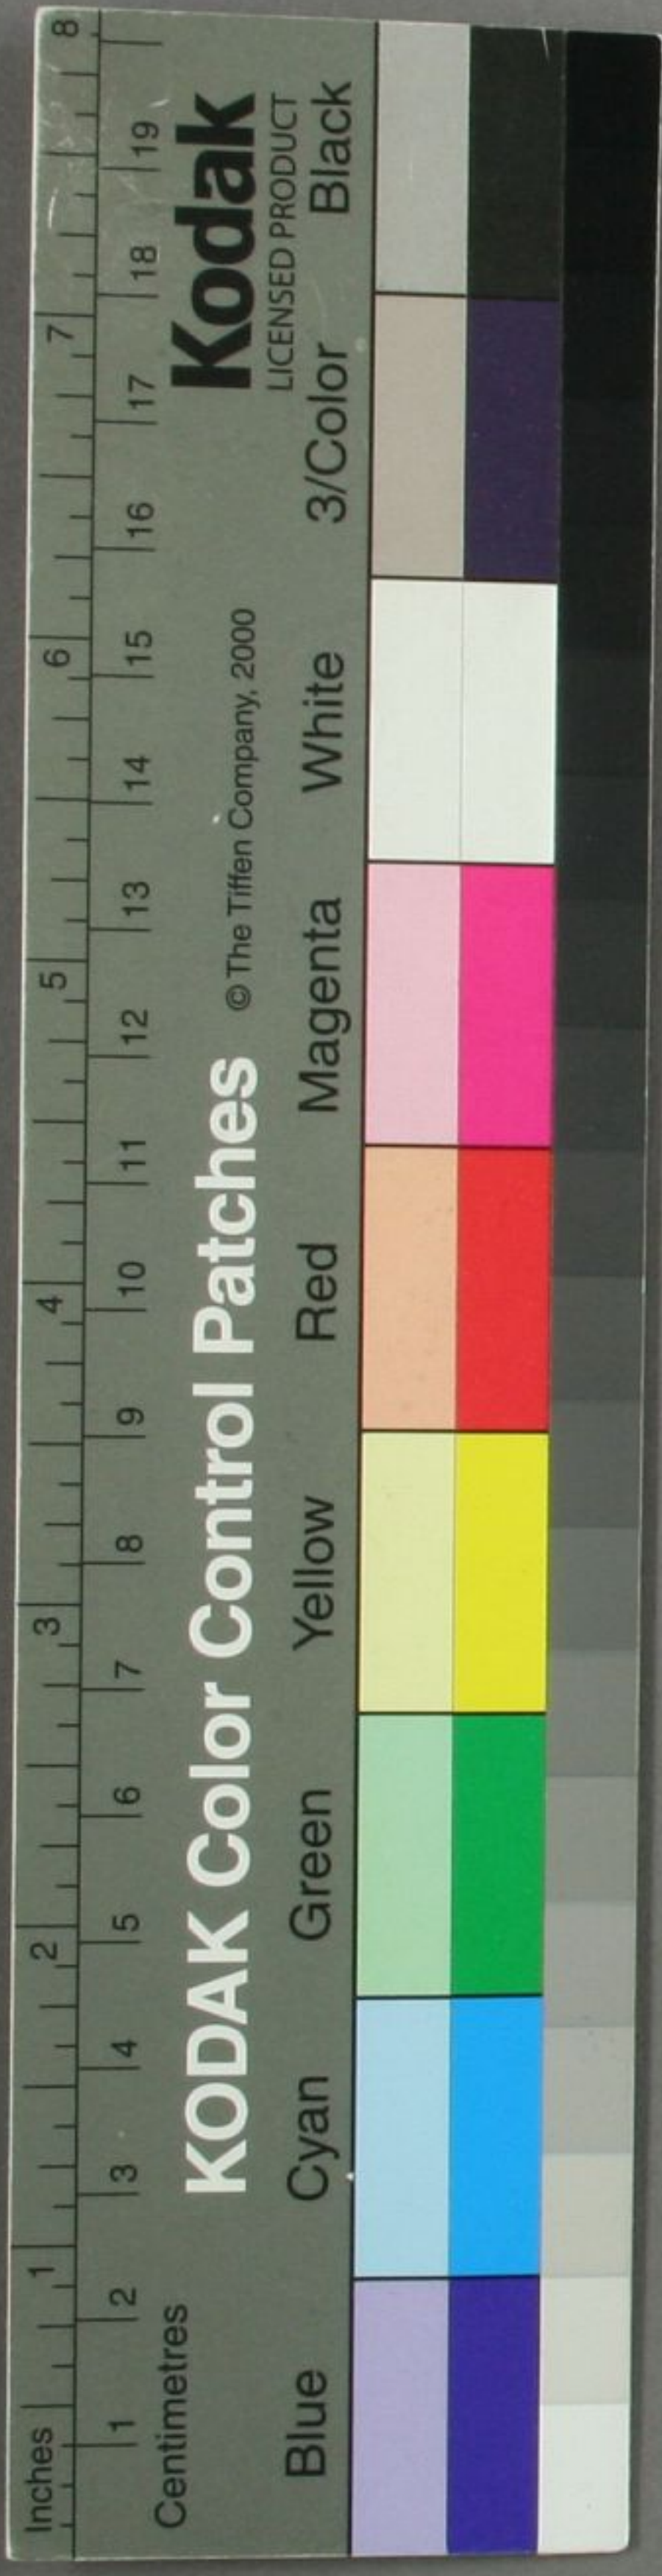 Inches 1 2 3 4 5 6 7 8
1 2 3 4 5 6 7 8 9 10 11 12 13 14 15 16 17 18 19
Centimetres
KODAK Color Control Patches © The Tiffen Company, 2000 Kodak
LICENSED PRODUCT
Blue Cyan Green Yellow Red Magenta White 3/Color Black